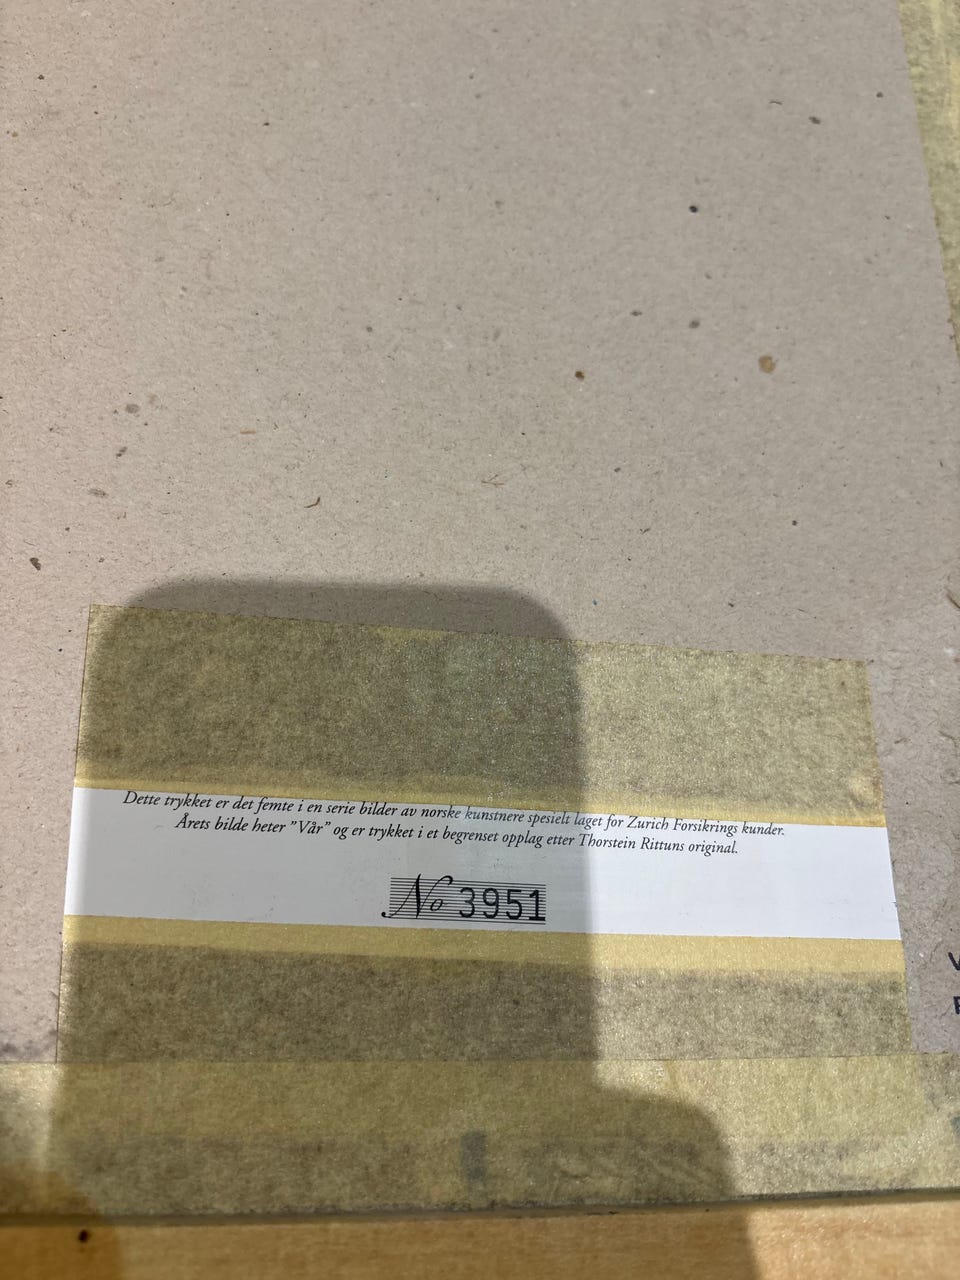 Dette trykket er det femte i en serie bilder av norske kunstnere spesielt laget for Zurich Forsikrings kunder.
Årets bilde heter "Vår" og er trykket i et begrenset opplag etter Thorstein Rittuns original.
No 3951